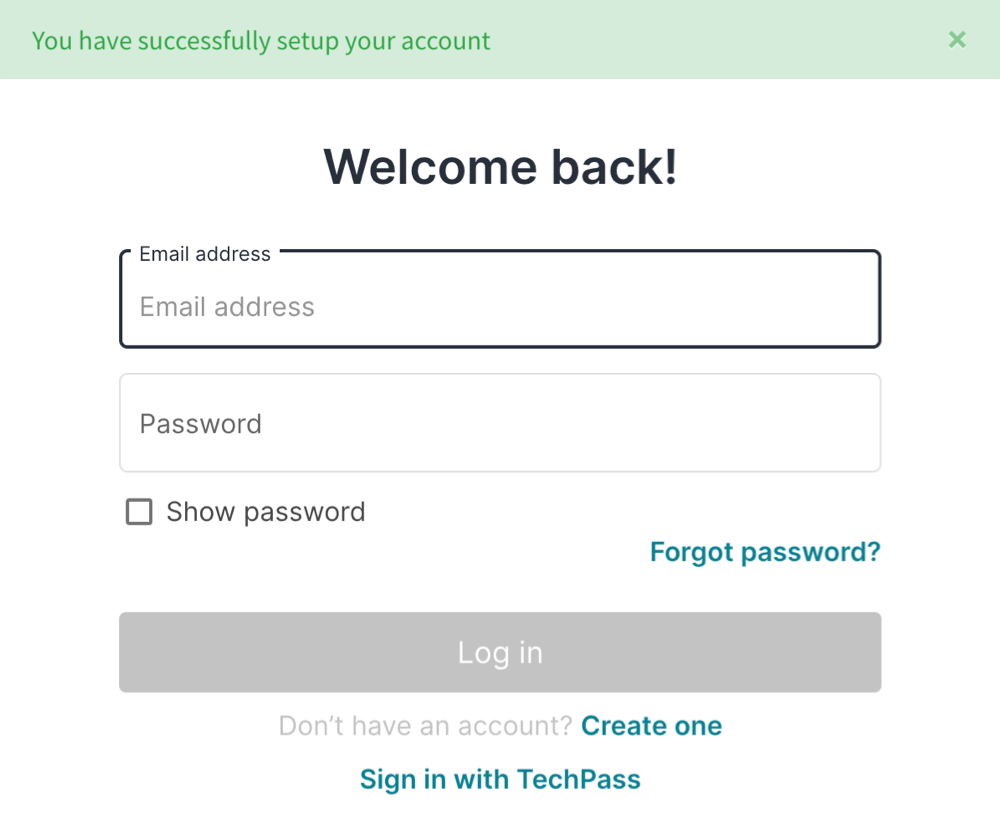 You have successfully setup your account ×
Welcome back!
Email address
Email address
Password
Show password
Forgot password?
Log in
Don’t have an account? Create one
Sign in with TechPass